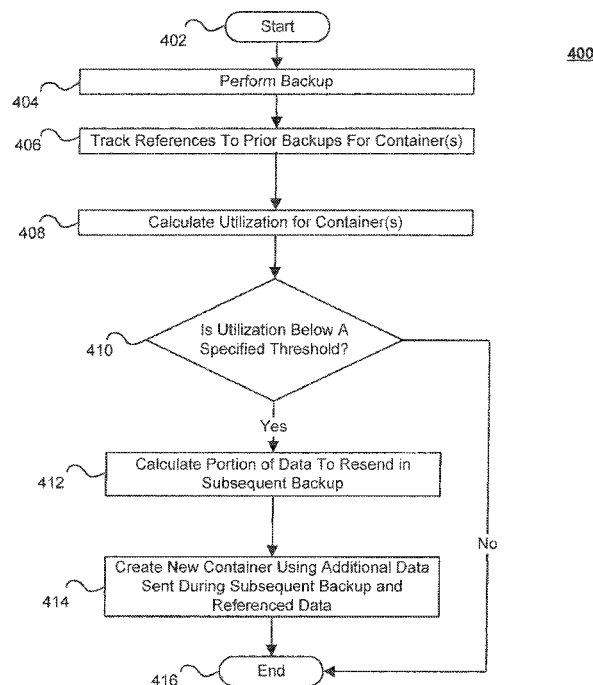 Start
402
400
Perform Backup
404
Track References To Prior Backups For Container(s)
406
Calculate Utilization for Container(s)
408
Is Utilization Below A
Specified Threshold?
410
Yes
Calculate Portion of Data To Resend in
Subsequent Backup
412
No
Create New Container Using Additional Data
Sent During Subsequent Backup and
Referenced Data
414
End
416